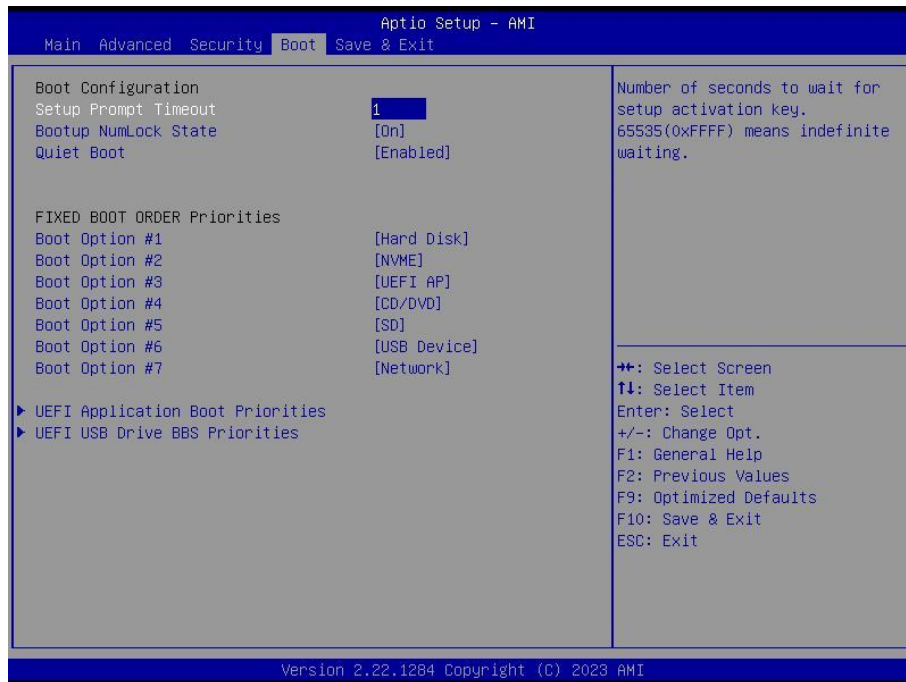 Aptio Setup - AMI
Main Advanced Security Boot Save & Exit
Boot Configuration
Setup Prompt Timeout 1
Bootup NumLock State [On]
Quiet Boot [Enabled]
FIXED BOOT ORDER Priorities
Boot Option #1 [Hard Disk]
Boot Option #2 [NVME]
Boot Option #3 [UEFI AP]
Boot Option #4 [CD/DVD]
Boot Option #5 [SD]
Boot Option #6 [USB Device]
Boot Option #7 [Network]
UEFI Application Boot Priorities
UEFI USB Drive BBS Priorities
Number of seconds to wait for
setup activation key.
65535(0xFFFF) means indefinite
waiting.
→←: Select Screen
↑↓: Select Item
Enter: Select
+/-: Change Opt.
F1: General Help
F2: Previous Values
F9: Optimized Defaults
F10: Save & Exit
ESC: Exit
Version 2.22.1284 Copyright (C) 2023 AMI